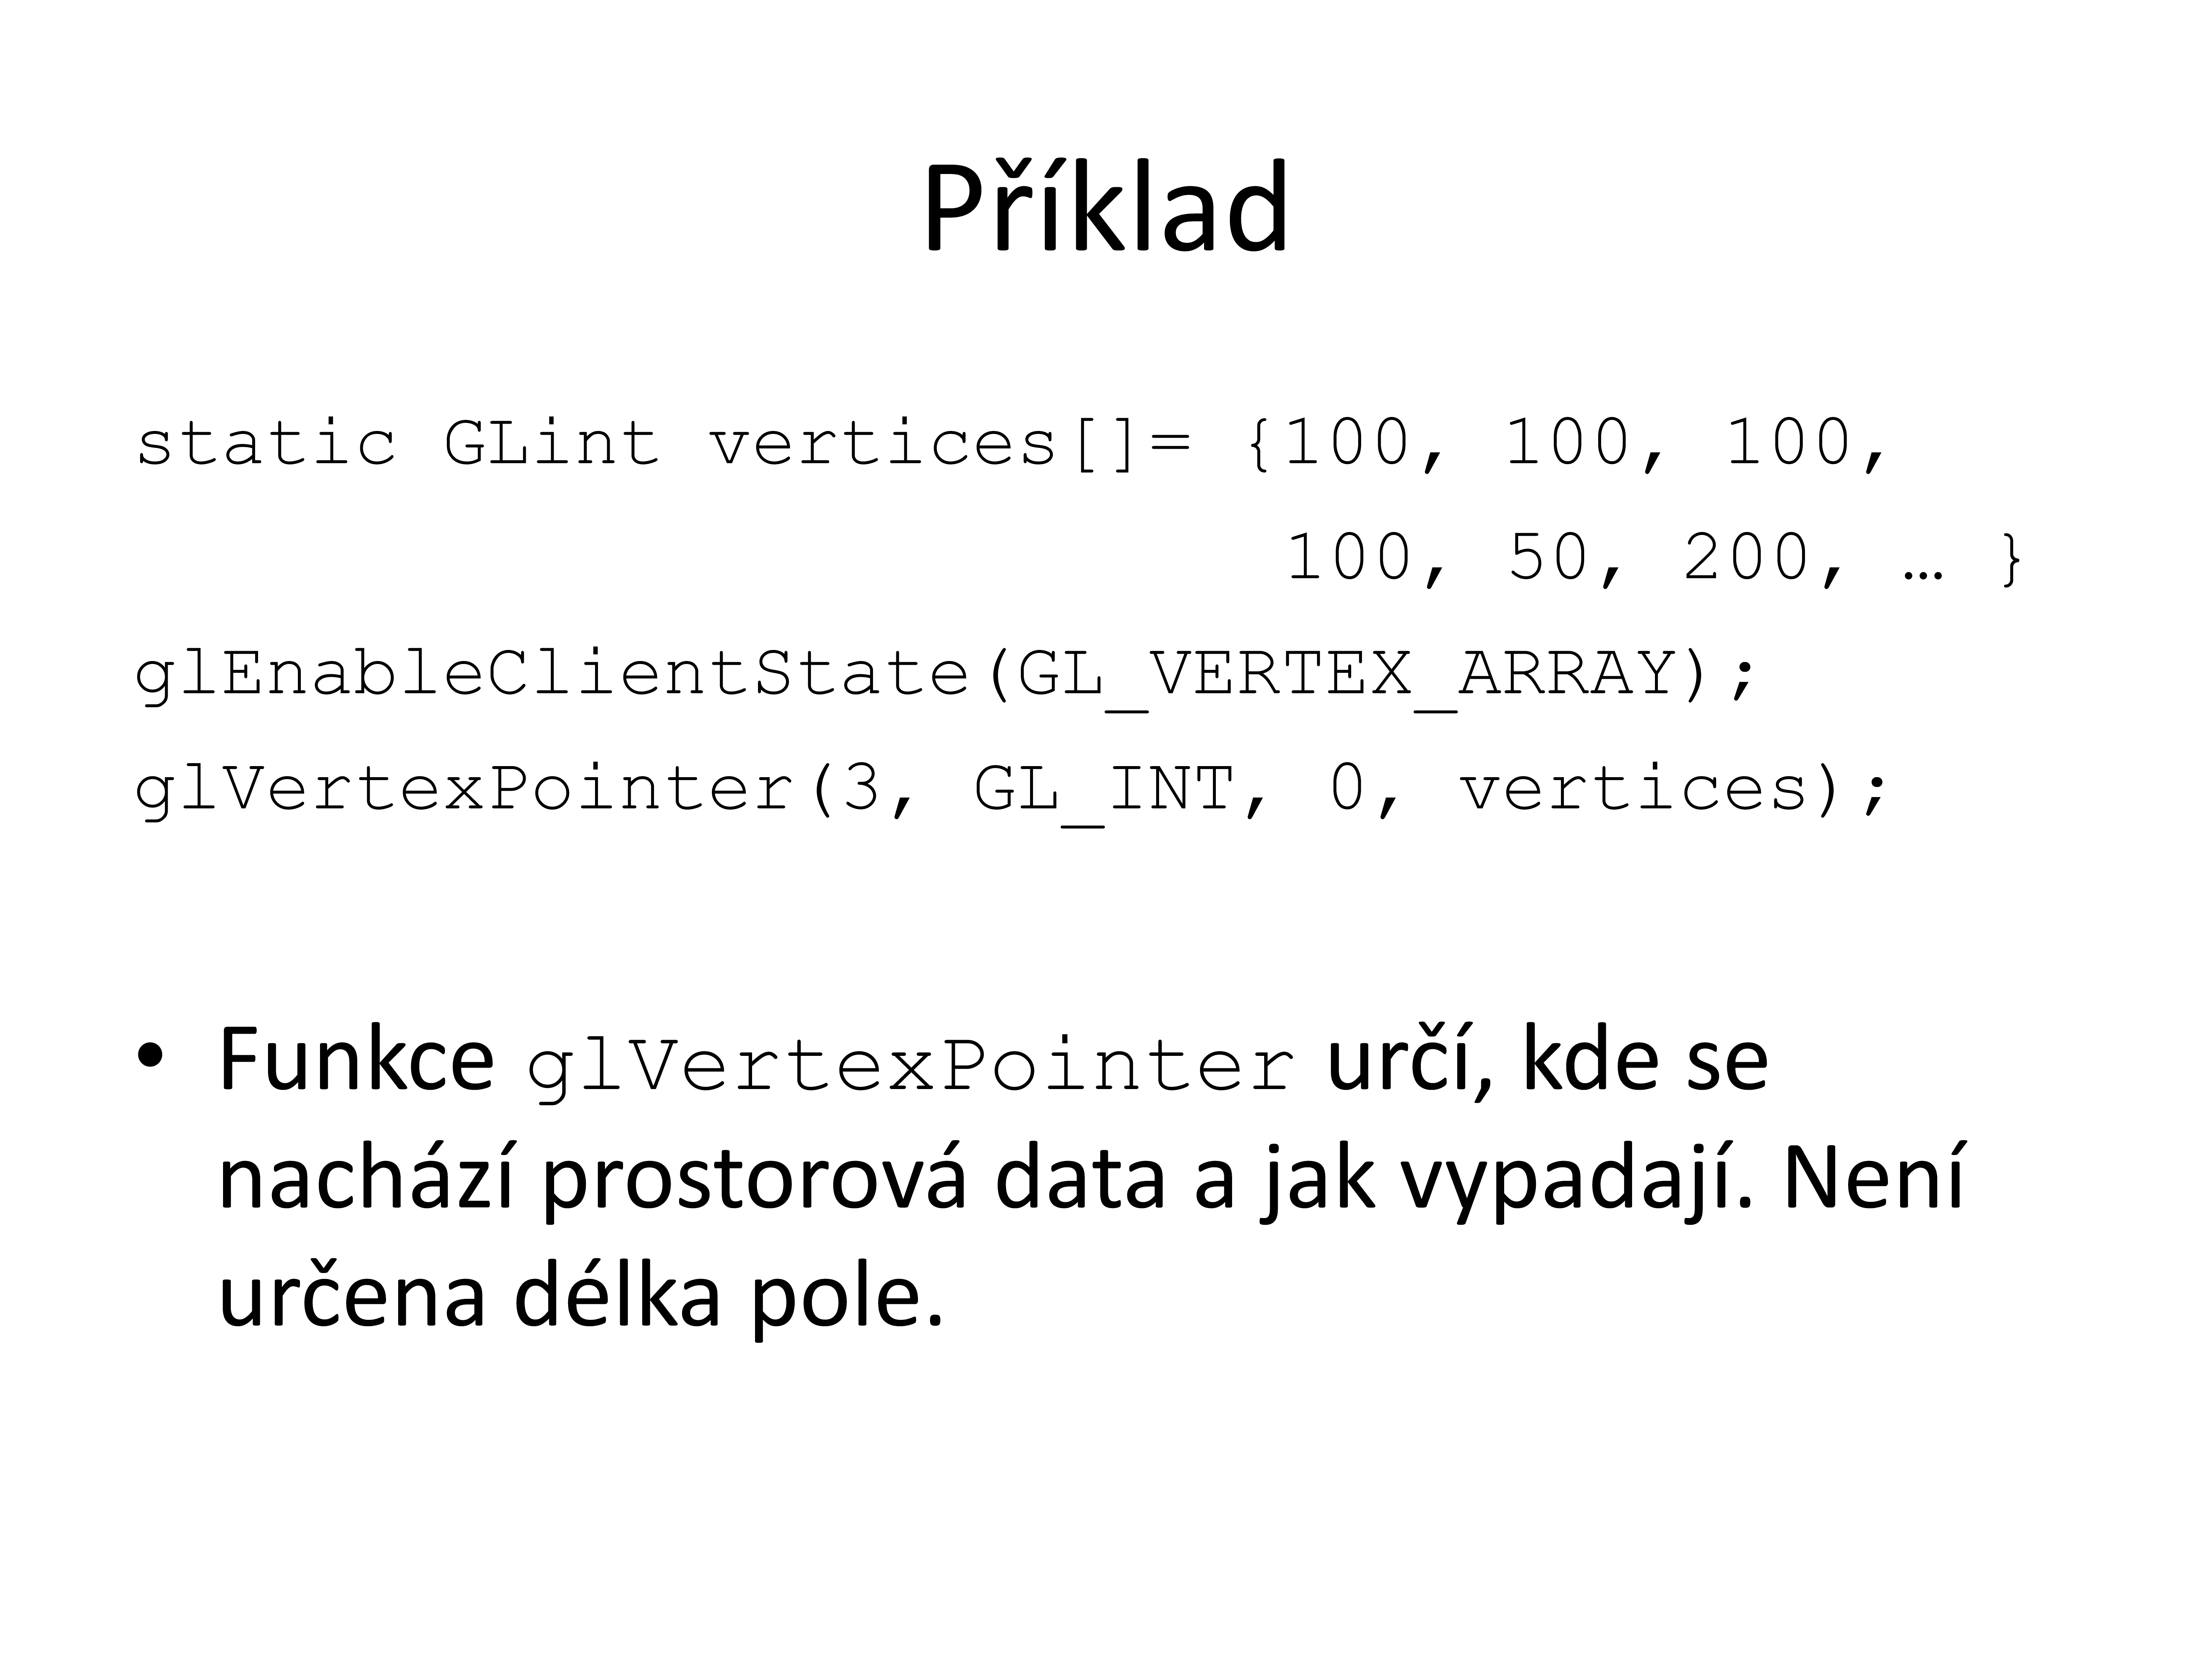 Příklad
static GLint vertices[]= {100, 100, 100,
100, 50, 200, … }
glEnableClientState(GL_VERTEX_ARRAY);
glVertexPointer(3, GL_INT, 0, vertices);
• Funkce glVertexPointer určí, kde se
nachází prostorová data a jak vypadají. Není
určena délka pole.